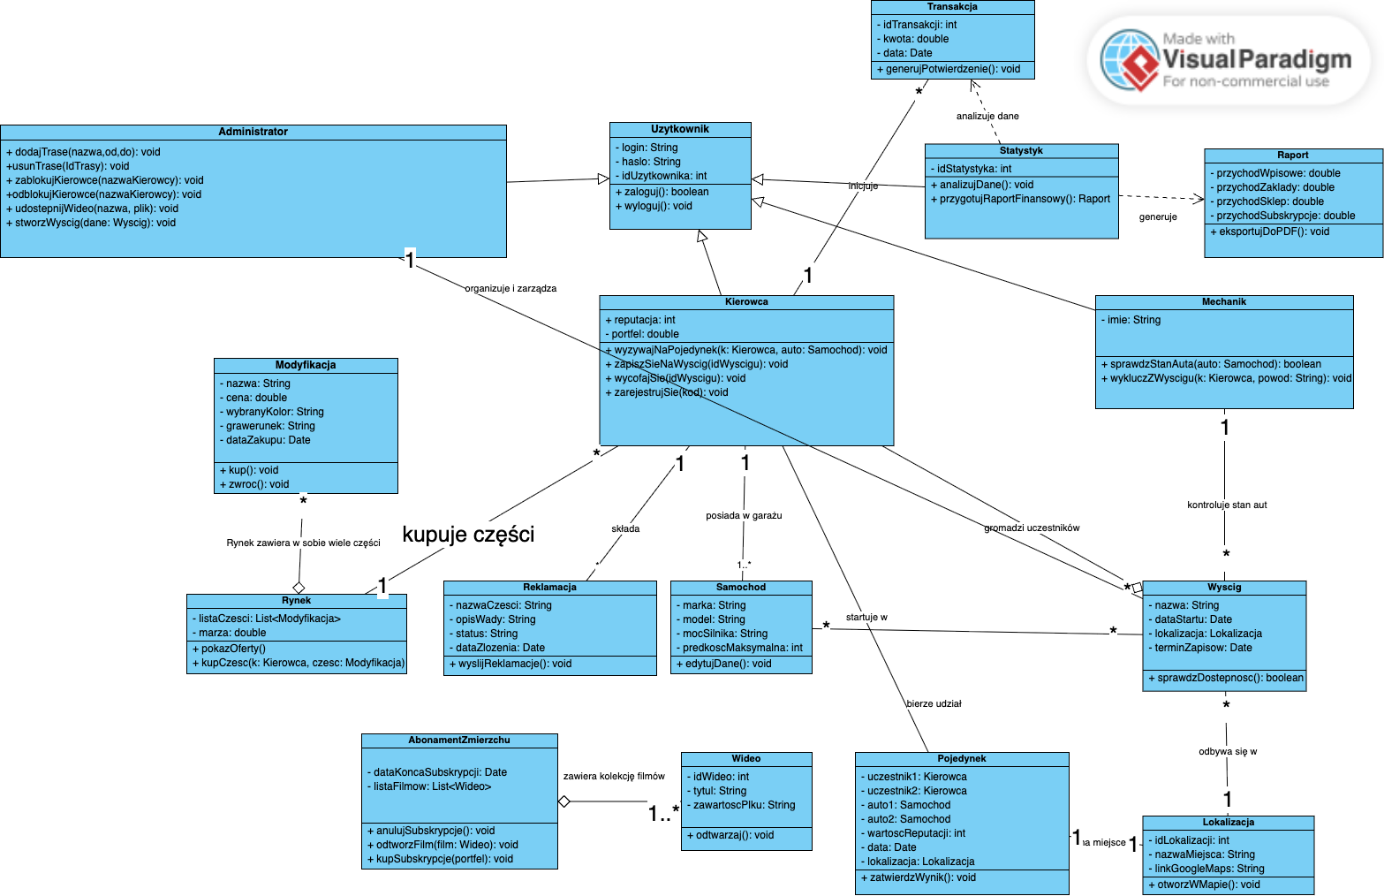 Transakcja
- idTransakcji: int
- kwota: double
- data: Date
+ generujPotwierdzenie(): void
Made with
Visual Paradigm
For non-commercial use
*
analizuje dane
Administrator
+ dodajTrase(nazwa,od,do): void
+usunTrase(IdTrasy): void
+ zablokujKierowce(nazwaKierowcy): void
+odblokujKierowce(nazwaKierowcy): void
+ udostepnijWideo(nazwa, plik): void
+ stworzWyscig(dane: Wyscig): void
Uzytkownik
- login: String
- haslo: String
- idUzytkownika: int
+ zaloguj(): boolean
+ wyloguj(): void
Statystyk
- idStatystyka: int
+ analizujDane(): void
+ przygotujRaportFinansowy(): Raport
generuje
Raport
- przychodWpisowe: double
- przychodZaklady: double
- przychodSklep: double
- przychodSubskrypcje: double
+ eksportujDoPDF(): void
inicjuje
1
1
organizuje i zarządza
Kierowca
+ reputacja: int
- portfel: double
+ wyzywajNaPojedynek(k: Kierowca, auto: Samochod): void
+ zapiszSieNaWyscig(idWyscigu): void
+ wycofajSie(idWyscigu): void
+ zarejestrujSie(kod): void
Mechanik
- imie: String
+ sprawdzStanAuta(auto: Samochod): boolean
+ wykluczZWyscigu(k: Kierowca, powod: String): void
Modyfikacja
- nazwa: String
- cena: double
- wybranyKolor: String
- grawerunek: String
- dataZakupu: Date
+ kup(): void
+ zwroc(): void
*
Rynek zawiera w sobie wiele części
*
kupuje części
1
1
składa
*
1
posiada w garażu
1..*
gromadzi uczestników
*
1
kontroluje stan aut
*
Rynek
- listaCzesci: List<Modyfikacja>
- marza: double
+ pokazOferty()
+ kupCzesc(k: Kierowca, czesc: Modyfikacja)
Reklamacja
- nazwaCzesci: String
- opisWady: String
- status: String
- dataZlozenia: Date
+ wyslijReklamacje(): void
Samochod
- marka: String
- model: String
- mocSilnika: String
- predkoscMaksymalna: int
+ edytujDane(): void
*
startuje w
*
Wyscig
- nazwa: String
- dataStartu: Date
- lokalizacja: Lokalizacja
- terminZapisow: Date
+ sprawdzDostepnosc(): boolean
bierze udział
*
odbywa się w
1
AbonamentZmierzchu
- dataKoncaSubskrypcji: Date
- listaFilmow: List<Wideo>
+ anulujSubskrypcje(): void
+ odtworzFilm(film: Wideo): void
+ kupSubskrypcje(portfel): void
zawiera kolekcję filmów
1..*
Wideo
- idWideo: int
- tytul: String
- zawartoscPlku: String
+ odtwarzaj(): void
Pojedynek
- uczestnik1: Kierowca
- uczestnik2: Kierowca
- auto1: Samochod
- auto2: Samochod
- wartoscReputacji: int
- data: Date
- lokalizacja: Lokalizacja
+ zatwierdzWynik(): void
1
miejsce
1
Lokalizacja
- idLokalizacji: int
- nazwaMiejsca: String
- linkGoogleMaps: String
+ otworzWMapie(): void